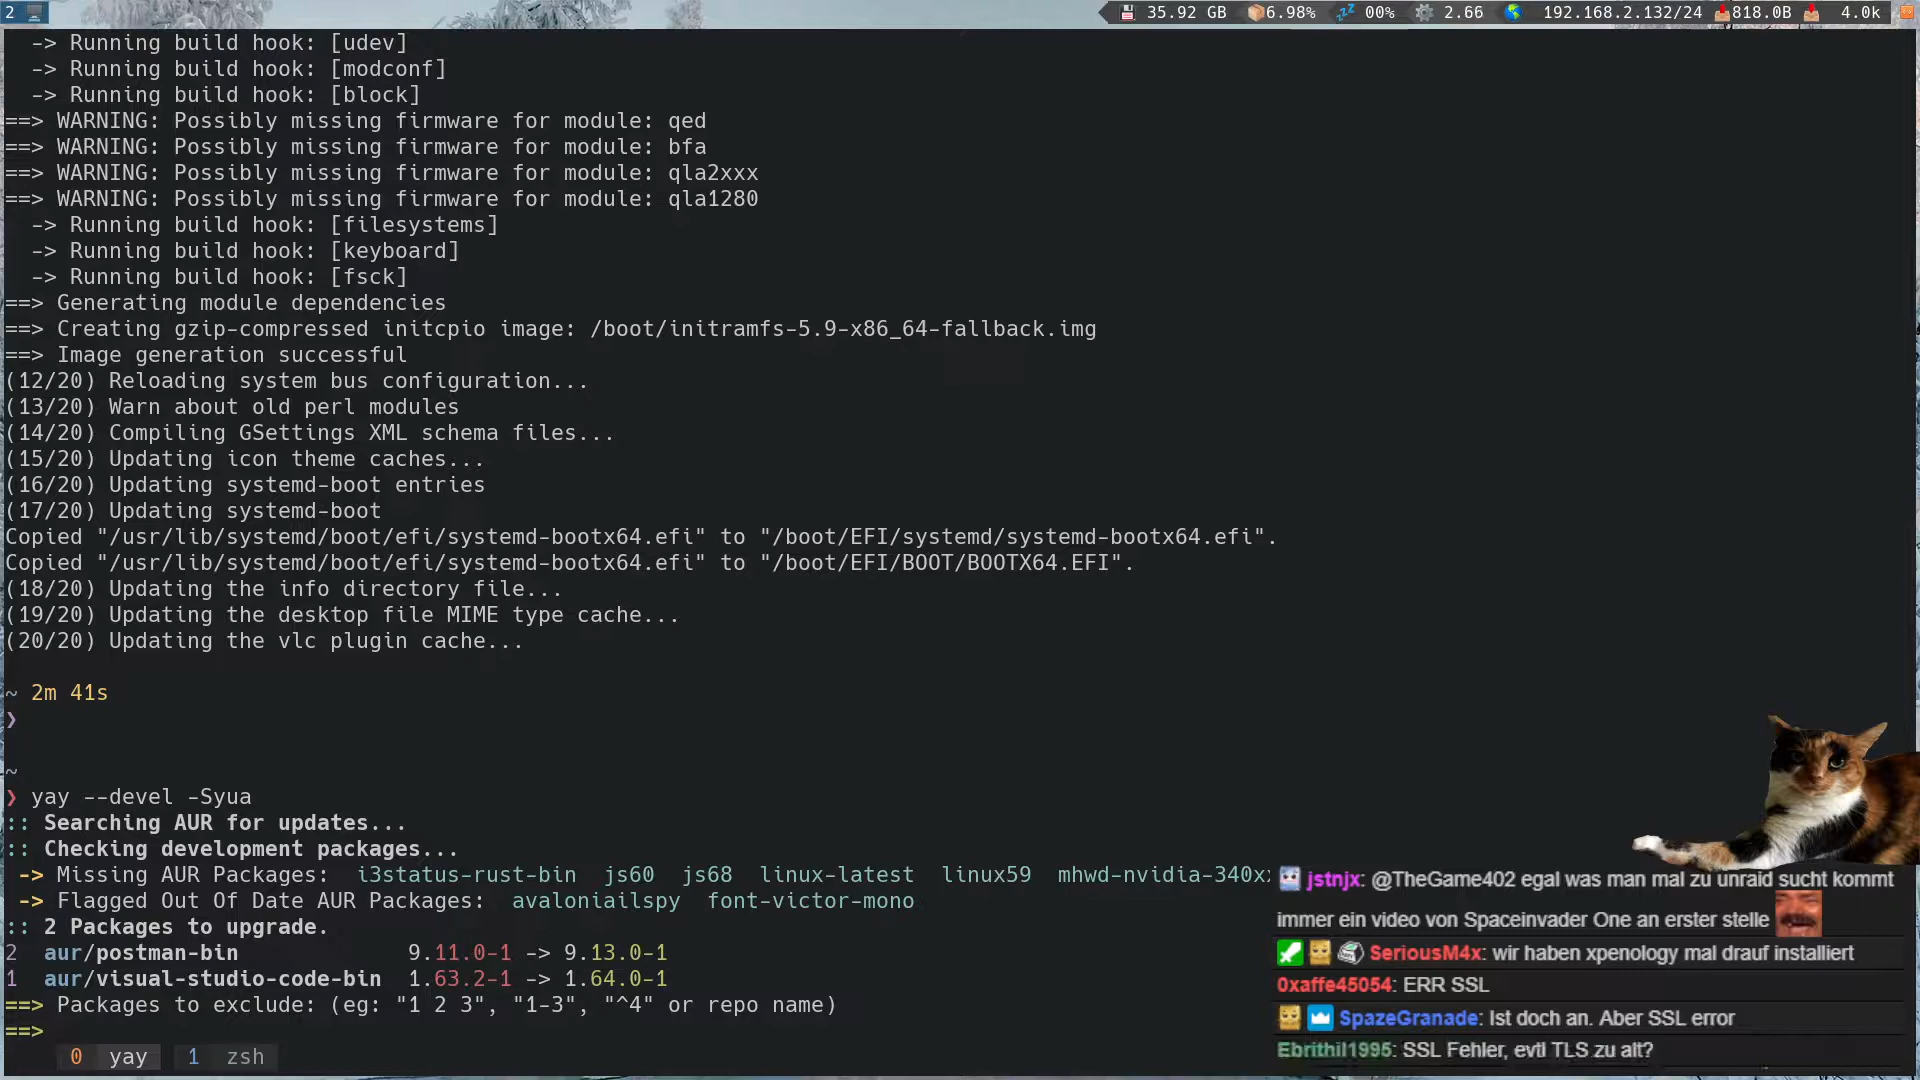 2
35.92 GB 6.98% 00% 2.66 192.168.2.132/24 818.0B 4.0k
-> Running build hook: [udev]
-> Running build hook: [modconf]
-> Running build hook: [block]
==> WARNING: Possibly missing firmware for module: qed
==> WARNING: Possibly missing firmware for module: bfa
==> WARNING: Possibly missing firmware for module: qla2xxx
==> WARNING: Possibly missing firmware for module: qla1280
-> Running build hook: [filesystems]
-> Running build hook: [keyboard]
-> Running build hook: [fsck]
==> Generating module dependencies
==> Creating gzip-compressed initcpio image: /boot/initramfs-5.9-x86_64-fallback.img
==> Image generation successful
(12/20) Reloading system bus configuration...
(13/20) Warn about old perl modules
(14/20) Compiling GSettings XML schema files...
(15/20) Updating icon theme caches...
(16/20) Updating systemd-boot entries
(17/20) Updating systemd-boot
Copied "/usr/lib/systemd/boot/efi/systemd-bootx64.efi" to "/boot/EFI/systemd/systemd-bootx64.efi".
Copied "/usr/lib/systemd/boot/efi/systemd-bootx64.efi" to "/boot/EFI/BOOT/BOOTX64.EFI".
(18/20) Updating the info directory file...
(19/20) Updating the desktop file MIME type cache...
(20/20) Updating the vlc plugin cache...
~ 2m 41s
❯
~
❯ yay --devel -Syua
:: Searching AUR for updates...
:: Checking development packages...
-> Missing AUR Packages: i3status-rust-bin js60 js68 linux-latest linux59 mhwd-nvidia-340xx
-> Flagged Out Of Date AUR Packages: avaloniailspy font-victor-mono
:: 2 Packages to upgrade.
2 aur/postman-bin 9.11.0-1 -> 9.13.0-1
1 aur/visual-studio-code-bin 1.63.2-1 -> 1.64.0-1
==> Packages to exclude: (eg: "1 2 3", "1-3", "^4" or repo name)
==>
0 yay 1 zsh
jstnjx: @TheGame402 egal was man mal zu unraid sucht kommt
immer ein video von Spaceinvader One an erster stelle
SeriousM4x: wir haben xpenology mal drauf installiert
0xaffe45054: ERR SSL
SpazeGranade: Ist doch an. Aber SSL error
Ebrithil1995: SSL Fehler, evtl TLS zu alt?